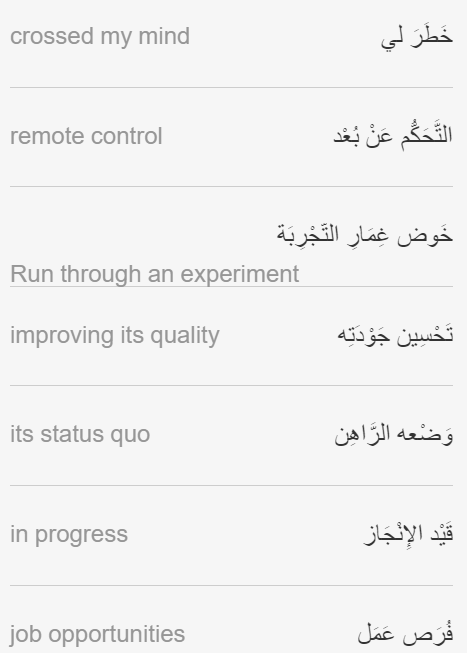 crossed my mind خَطَرَ لي
remote control التَّحَكُّم عَنْ بُعْد
خَوض غِمَارِ التّجْرِبَة
Run through an experiment
improving its quality تَحْسِين جَوْدَتِه
its status quo وَضْعه الرَّاهِن
in progress قَيْد الإِنْجَاز
job opportunities فُرَص عَمَل